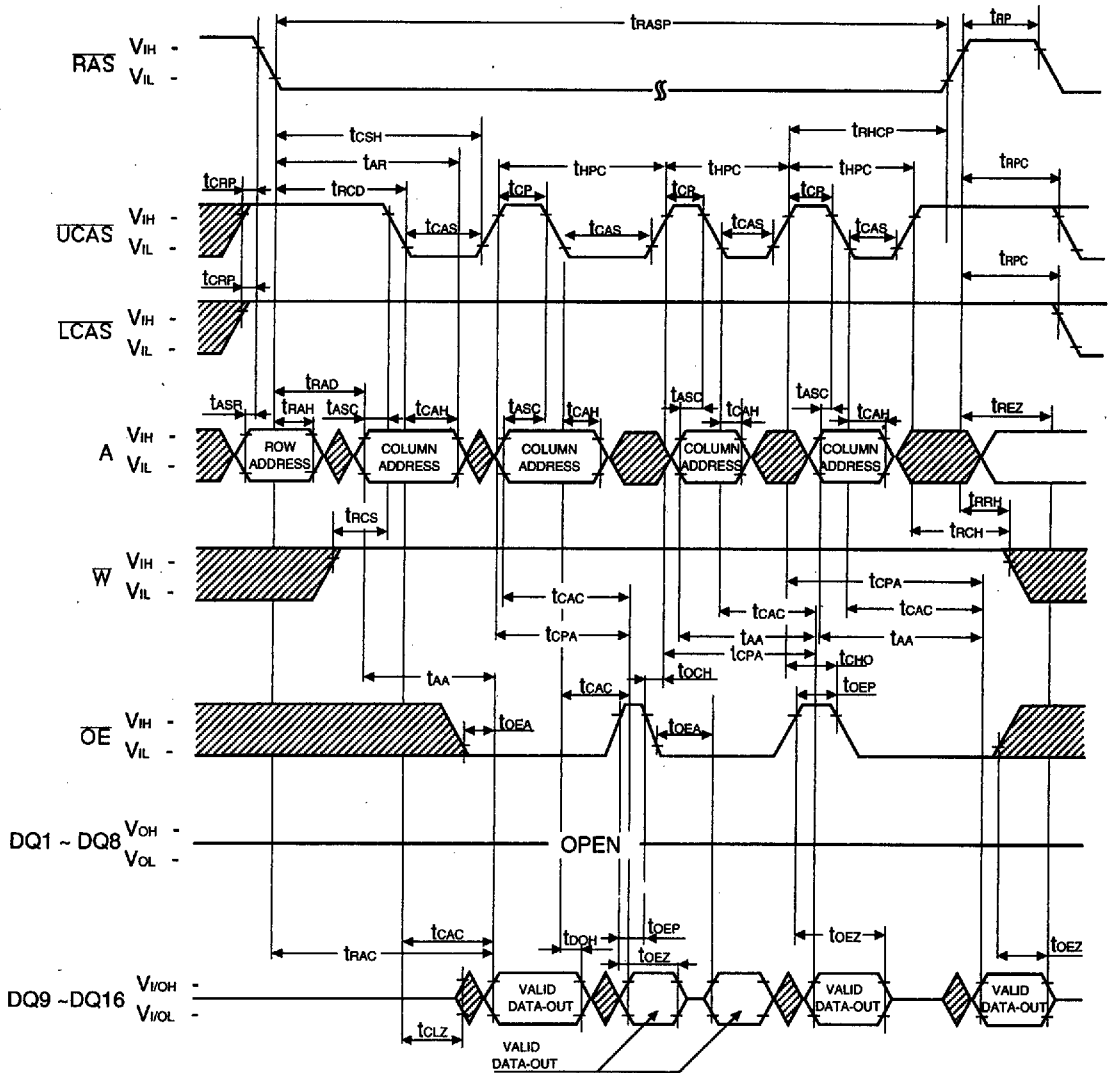 tRASP
tRP
RAS
VIH -
VIL -
tCSH
tRHCP
tAR
tHPC
tHPC
tHPC
tRPC
tCRP
tRCD
tCP
tCP
tCP
UCAS
VIH -
VIL -
tCAS
tCAS
tCAS
tCAS
tRPC
tCRP
LCAS
VIH -
VIL -
tRAD
tASR
tRAH
tASC
tCAH
tASC
tCAH
tASC
tCAH
tASC
tCAH
tREZ
A
VIH -
VIL -
ROW
ADDRESS
COLUMN
ADDRESS
COLUMN
ADDRESS
COLUMN
ADDRESS
COLUMN
ADDRESS
tRRH
tRCS
tRCH
W
VIH -
VIL -
tCPA
tCAC
tCAC
tCAC
tCPA
tAA
tAA
tCPA
tCHO
tAA
tCAC
tOCH
tOEP
OE
VIH -
VIL -
tOEA
tOEA
DQ1 ~ DQ8
VOH -
VOL -
OPEN
tCAC
tDOH
tOEP
tOEZ
tRAC
tOEZ
tOEZ
DQ9 ~DQ16
VI/OH -
VI/OL -
VALID
DATA-OUT
VALID
DATA-OUT
VALID
DATA-OUT
tCLZ
VALID
DATA-OUT